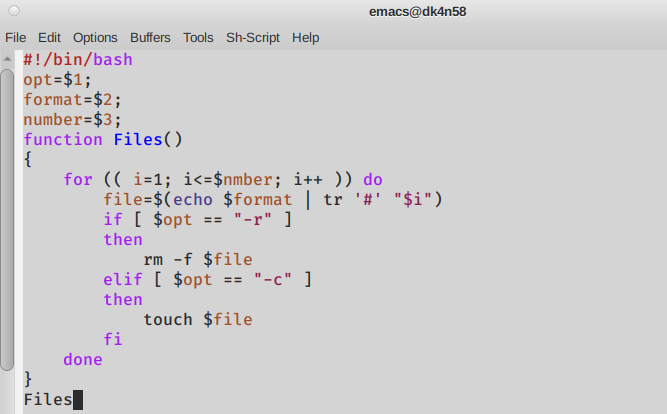 emacs@dk4n58
File Edit Options Buffers Tools Sh-Script Help
#!/bin/bash
opt=$1;
format=$2;
number=$3;
function Files()
{
    for (( i=1; i<=$nmber; i++ )) do
        file=$(echo $format | tr '#' "$i")
        if [ $opt == "-r" ]
        then
            rm -f $file
        elif [ $opt == "-c" ]
        then
            touch $file
        fi
    done
}
Files